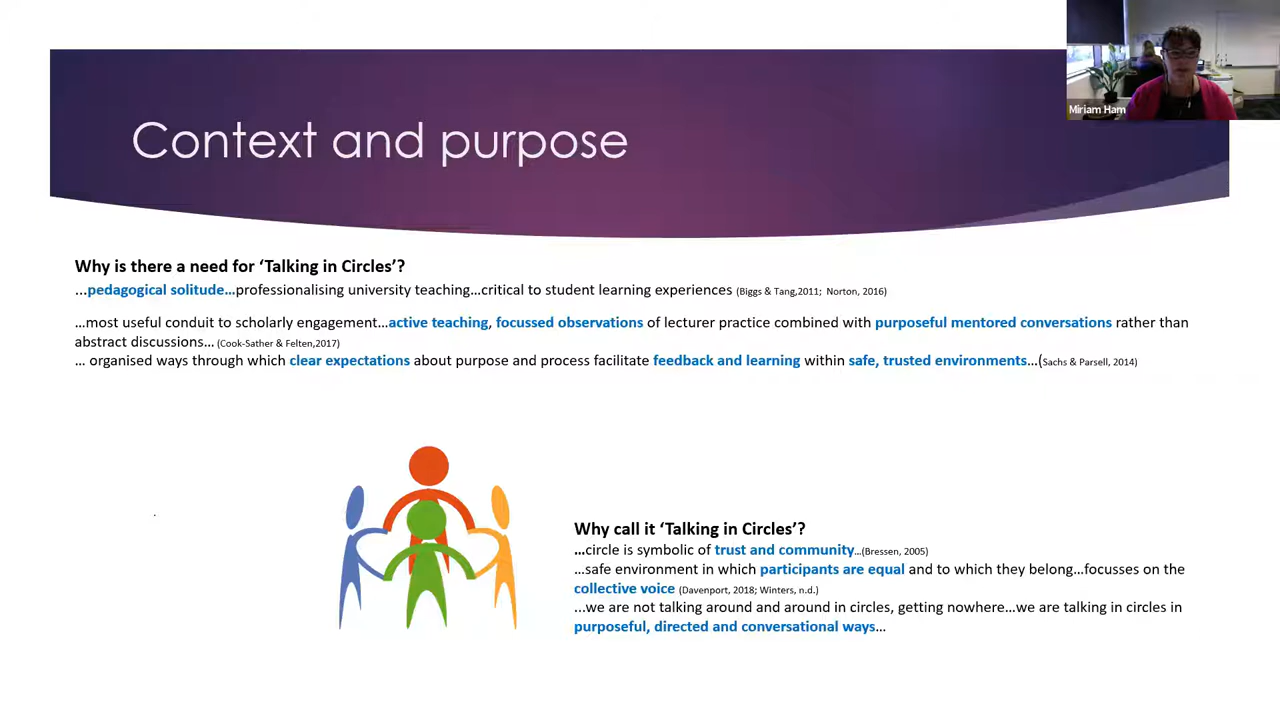 Miriam Ham
Context and purpose
Why is there a need for ‘Talking in Circles’?
...pedagogical solitude…professionalising university teaching…critical to student learning experiences (Biggs & Tang,2011; Norton, 2016)
…most useful conduit to scholarly engagement…active teaching, focussed observations of lecturer practice combined with purposeful mentored conversations rather than
abstract discussions… (Cook-Sather & Felten,2017)
… organised ways through which clear expectations about purpose and process facilitate feedback and learning within safe, trusted environments…(Sachs & Parsell, 2014)
Why call it ‘Talking in Circles’?
…circle is symbolic of trust and community…(Bressen, 2005)
…safe environment in which participants are equal and to which they belong…focusses on the
collective voice (Davenport, 2018; Winters, n.d.)
...we are not talking around and around in circles, getting nowhere…we are talking in circles in
purposeful, directed and conversational ways…